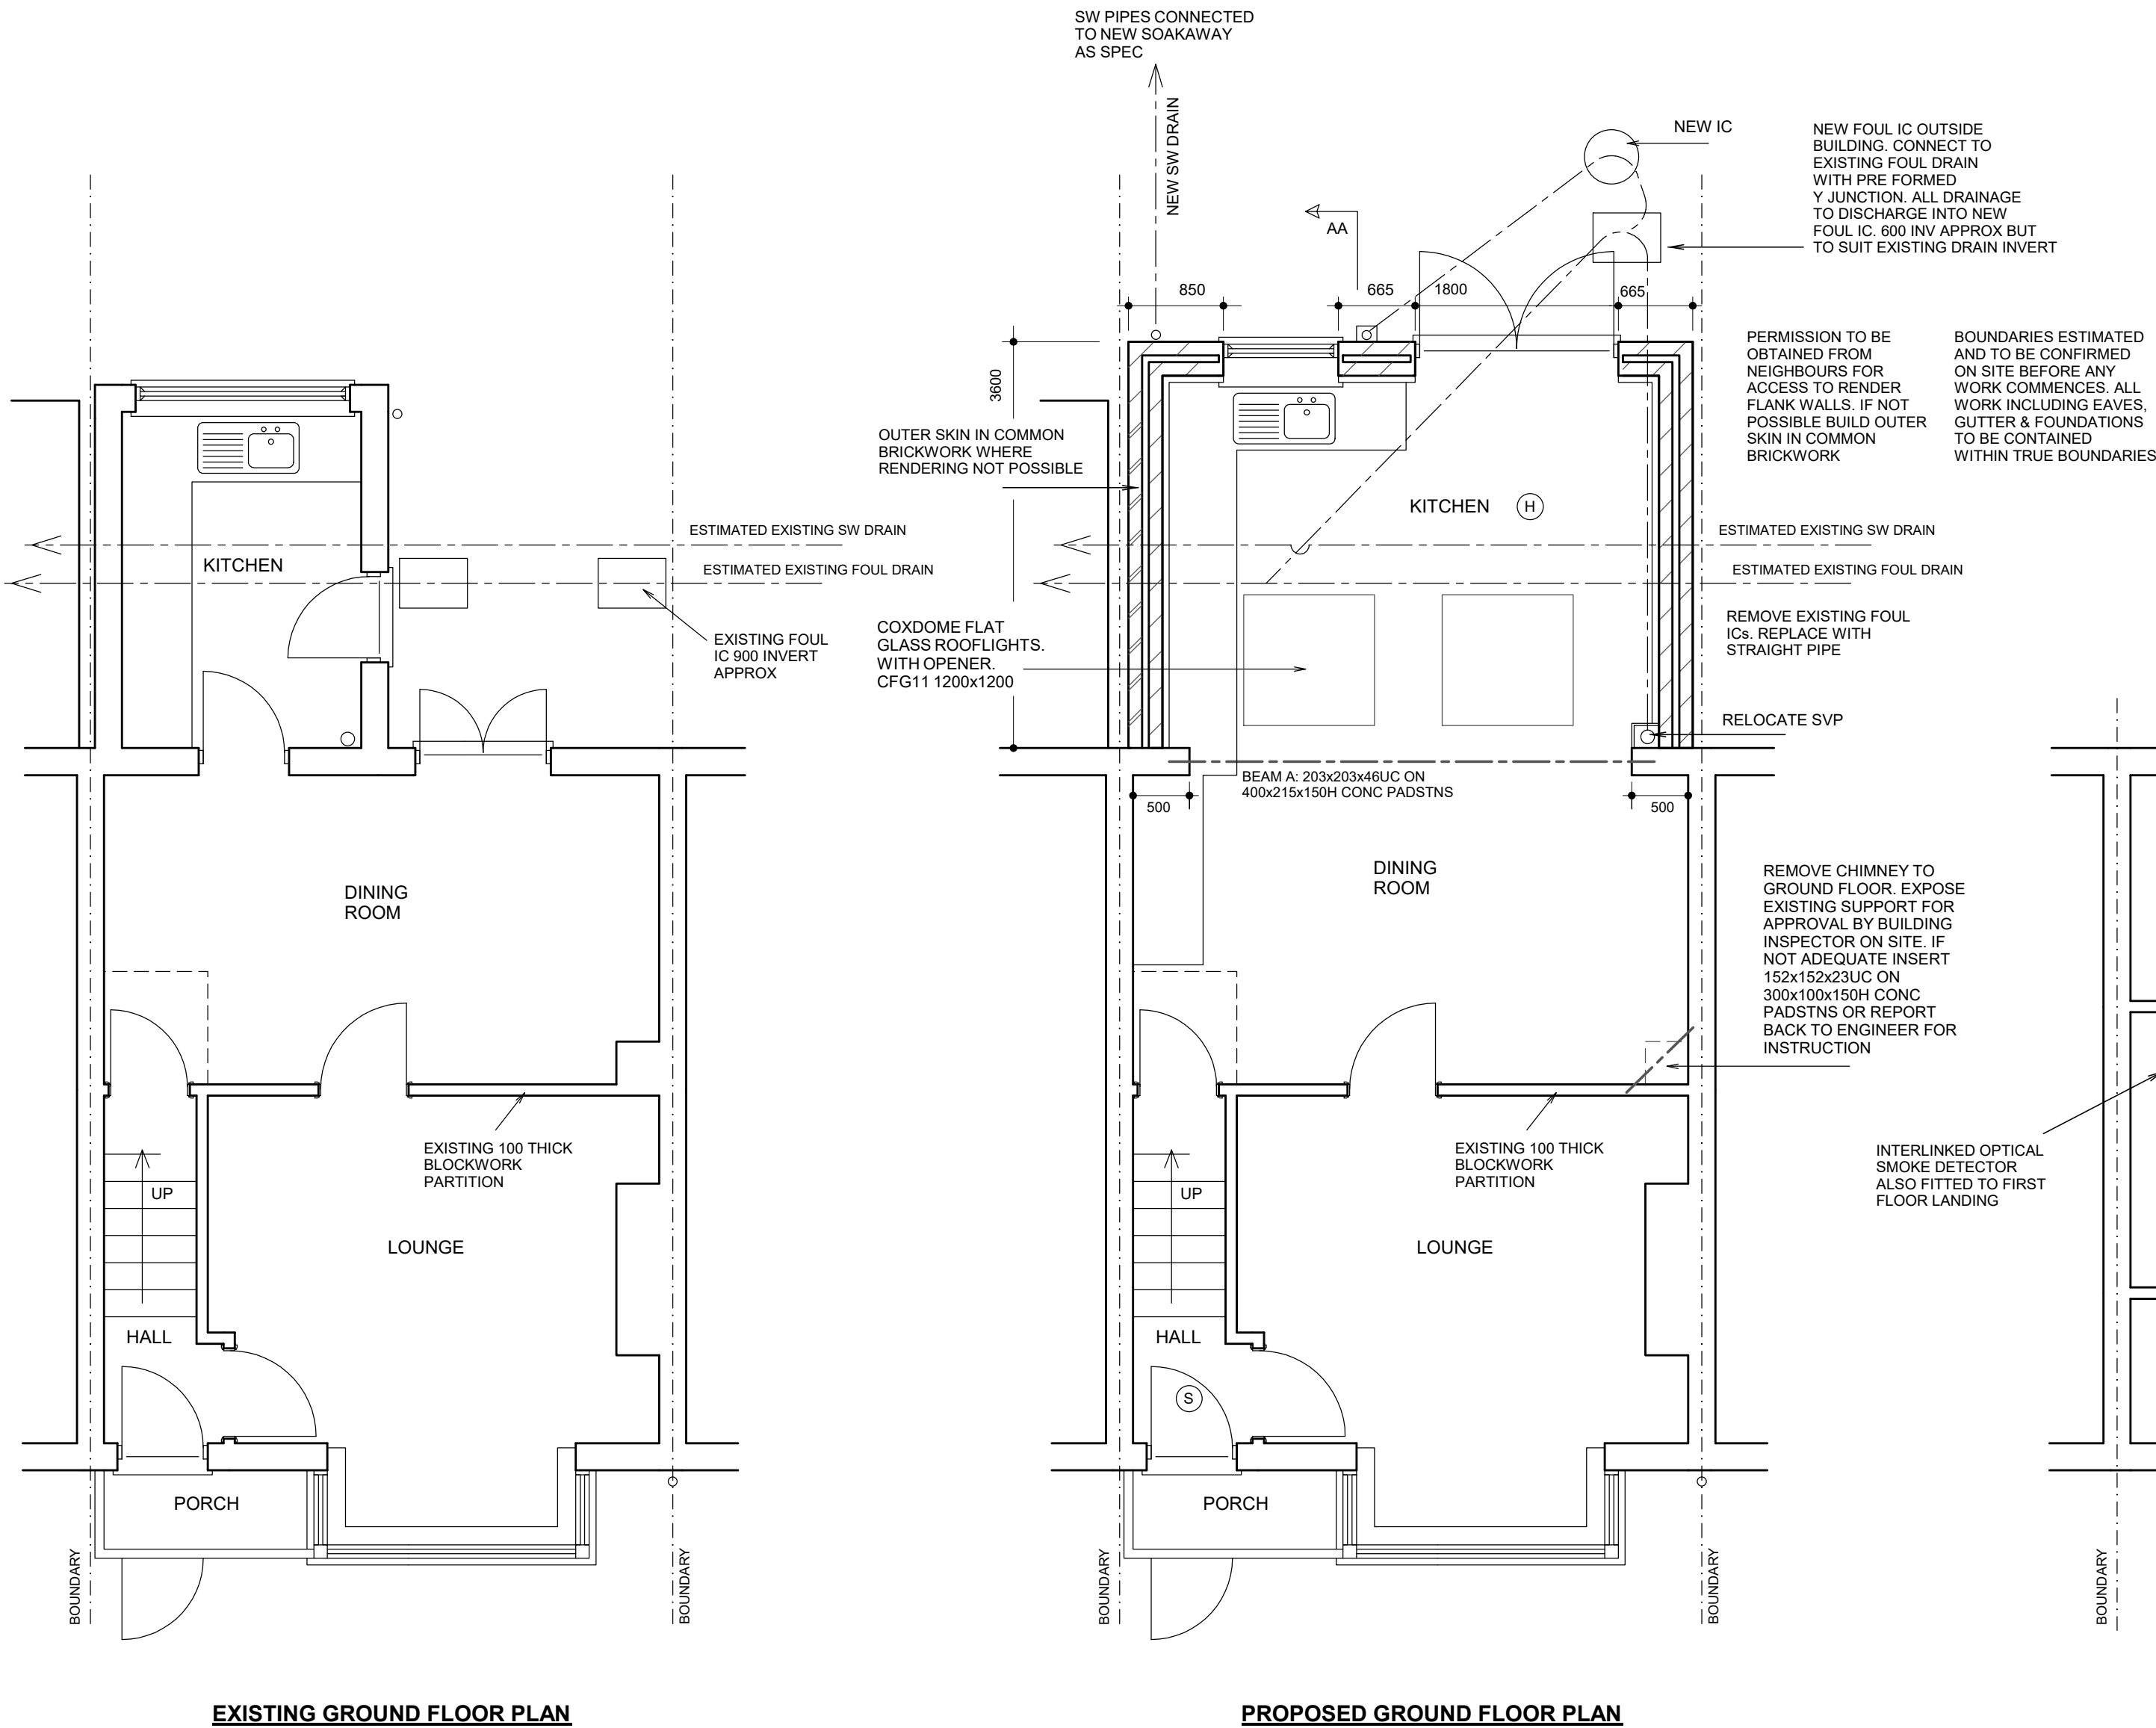 SW PIPES CONNECTED
TO NEW SOAKAWAY
AS SPEC
NEW SW DRAIN
NEW IC
NEW FOUL IC OUTSIDE
BUILDING. CONNECT TO
EXISTING FOUL DRAIN
WITH PRE FORMED
Y JUNCTION. ALL DRAINAGE
TO DISCHARGE INTO NEW
FOUL IC. 600 INV APPROX BUT
TO SUIT EXISTING DRAIN INVERT
AA
850
665
1800
665
3600
PERMISSION TO BE
OBTAINED FROM
NEIGHBOURS FOR
ACCESS TO RENDER
FLANK WALLS. IF NOT
POSSIBLE BUILD OUTER
SKIN IN COMMON
BRICKWORK
BOUNDARIES ESTIMATED
AND TO BE CONFIRMED
ON SITE BEFORE ANY
WORK COMMENCES. ALL
WORK INCLUDING EAVES,
GUTTER & FOUNDATIONS
TO BE CONTAINED
WITHIN TRUE BOUNDARIES
OUTER SKIN IN COMMON
BRICKWORK WHERE
RENDERING NOT POSSIBLE
KITCHEN
H
ESTIMATED EXISTING SW DRAIN
ESTIMATED EXISTING FOUL DRAIN
KITCHEN
ESTIMATED EXISTING SW DRAIN
ESTIMATED EXISTING FOUL DRAIN
EXISTING FOUL
IC 900 INVERT
APPROX
COXDOME FLAT
GLASS ROOFLIGHTS.
WITH OPENER.
CFG11 1200x1200
REMOVE EXISTING FOUL
ICs. REPLACE WITH
STRAIGHT PIPE
RELOCATE SVP
BEAM A: 203x203x46UC ON
400x215x150H CONC PADSTNS
500
500
DINING
ROOM
DINING
ROOM
REMOVE CHIMNEY TO
GROUND FLOOR. EXPOSE
EXISTING SUPPORT FOR
APPROVAL BY BUILDING
INSPECTOR ON SITE. IF
NOT ADEQUATE INSERT
152x152x23UC ON
300x100x150H CONC
PADSTNS OR REPORT
BACK TO ENGINEER FOR
INSTRUCTION
EXISTING 100 THICK
BLOCKWORK
PARTITION
EXISTING 100 THICK
BLOCKWORK
PARTITION
INTERLINKED OPTICAL
SMOKE DETECTOR
ALSO FITTED TO FIRST
FLOOR LANDING
UP
UP
LOUNGE
LOUNGE
HALL
HALL
S
PORCH
PORCH
BOUNDARY
BOUNDARY
BOUNDARY
BOUNDARY
BOUNDARY
EXISTING GROUND FLOOR PLAN
PROPOSED GROUND FLOOR PLAN